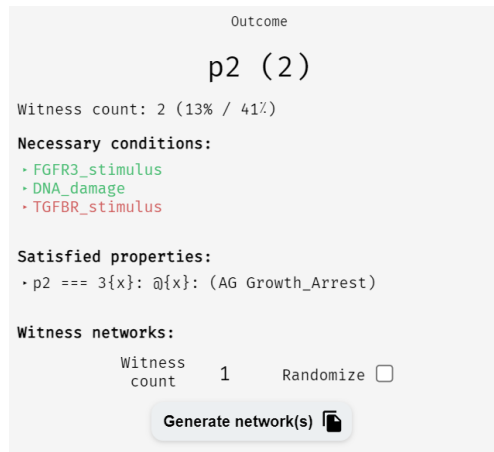 Outcome
p2 (2)
Witness count: 2 (13% / 41⁒)
Necessary conditions:
‣ FGFR3_stimulus
‣ DNA_damage
‣ TGFBR_stimulus
Satisfied properties:
‣ p2 === 3{x}: @{x}: (AG Growth_Arrest)
Witness networks:
Witness
count
1
Randomize
Generate network(s)